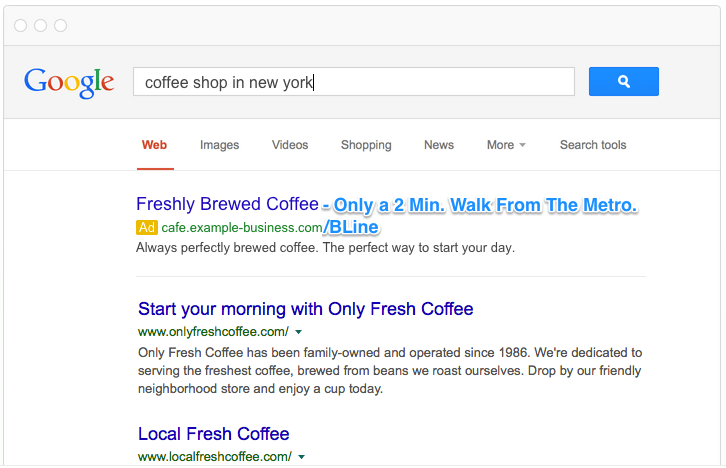 Google
coffee shop in new york
Web Images Videos Shopping News More Search tools
Freshly Brewed Coffee - Only a 2 Min. Walk From The Metro.
Ad cafe.example-business.com/BLine
Always perfectly brewed coffee. The perfect way to start your day.
Start your morning with Only Fresh Coffee
www.onlyfreshcoffee.com/
Only Fresh Coffee has been family-owned and operated since 1986. We're dedicated to
serving the freshest coffee, brewed from beans we roast ourselves. Drop by our friendly
neighborhood store and enjoy a cup today.
Local Fresh Coffee
www.localfreshcoffee.com/